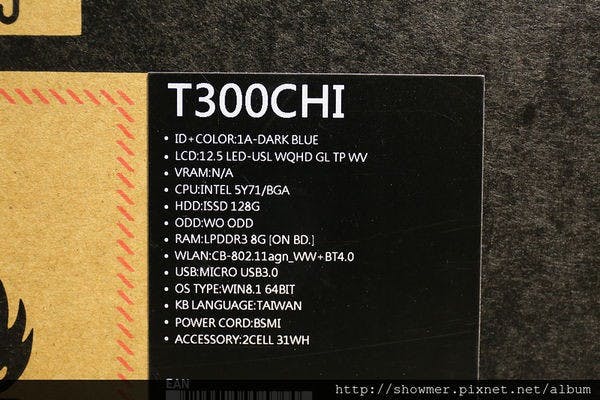 T300CHI
• ID+COLOR:1A-DARK BLUE
• LCD:12.5 LED-USL WQHD GL TP WV
• VRAM:N/A
• CPU:INTEL 5Y71/BGA
• HDD:ISSD 128G
• ODD:WO ODD
• RAM:LPDDR3 8G [ON BD.]
• WLAN:CB-802.11agn_WW+BT4.0
• USB:MICRO USB3.0
• OS TYPE:WIN8.1 64BIT
• KB LANGUAGE:TAIWAN
• POWER CORD:BSMI
• ACCESSORY:2CELL 31WH
EAN
http://showmer.pixnet.net/album